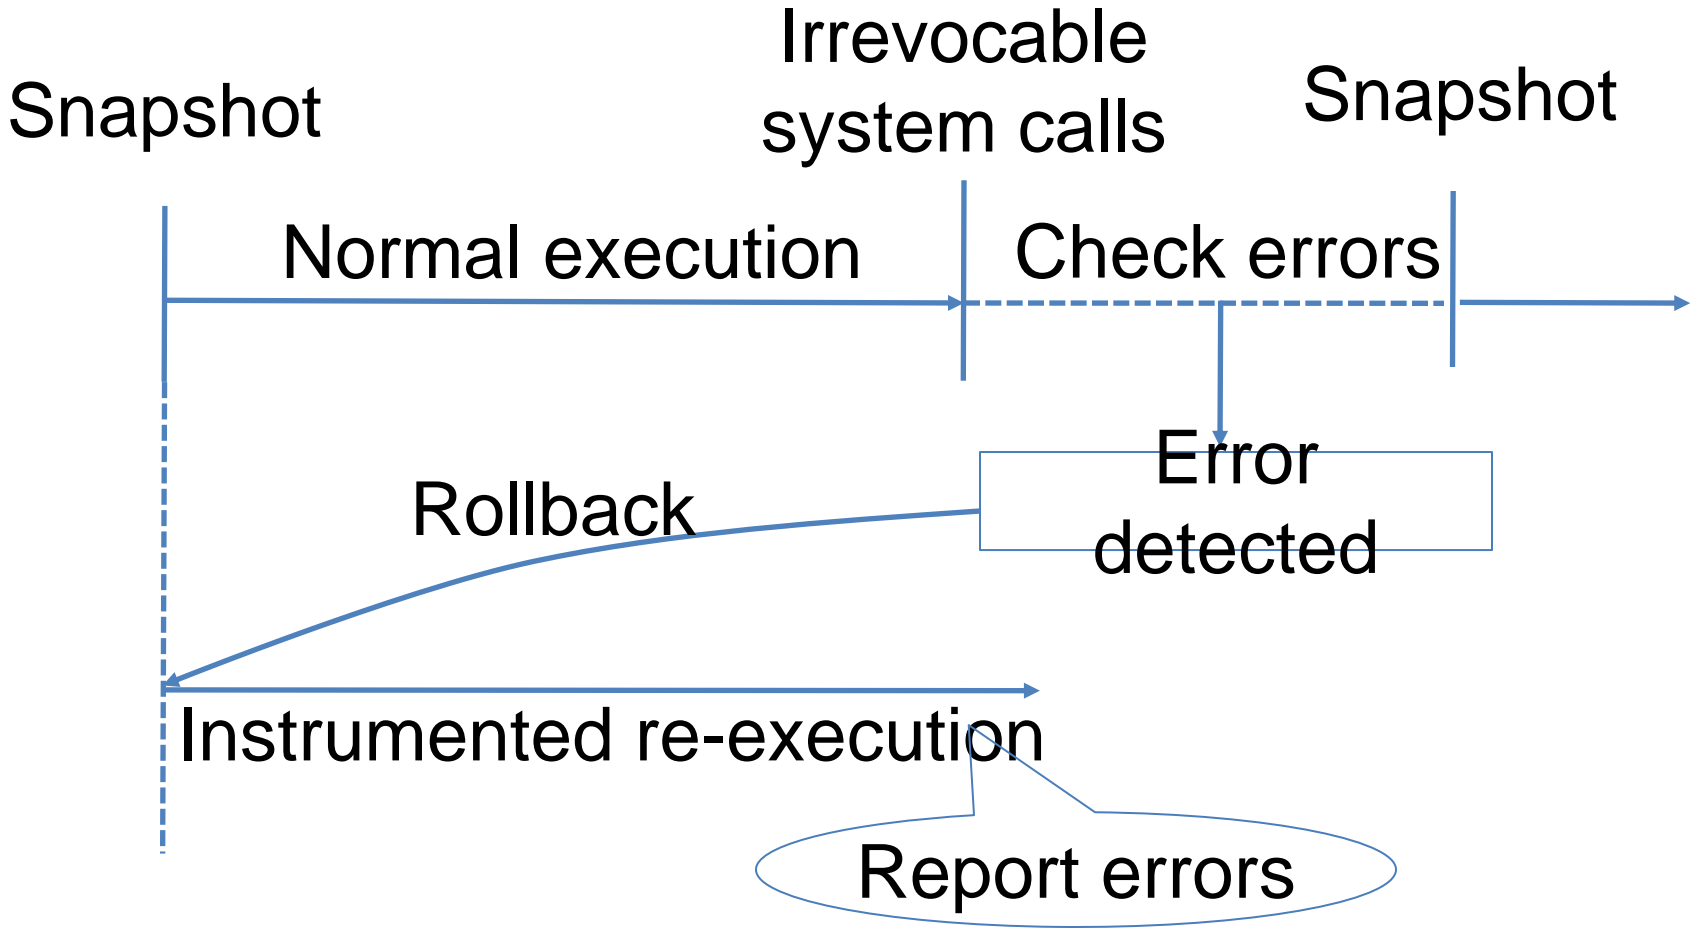 Snapshot
Irrevocable
system calls
Snapshot
Normal execution
Check errors
Error
detected
Rollback
Instrumented re-execution
Report errors